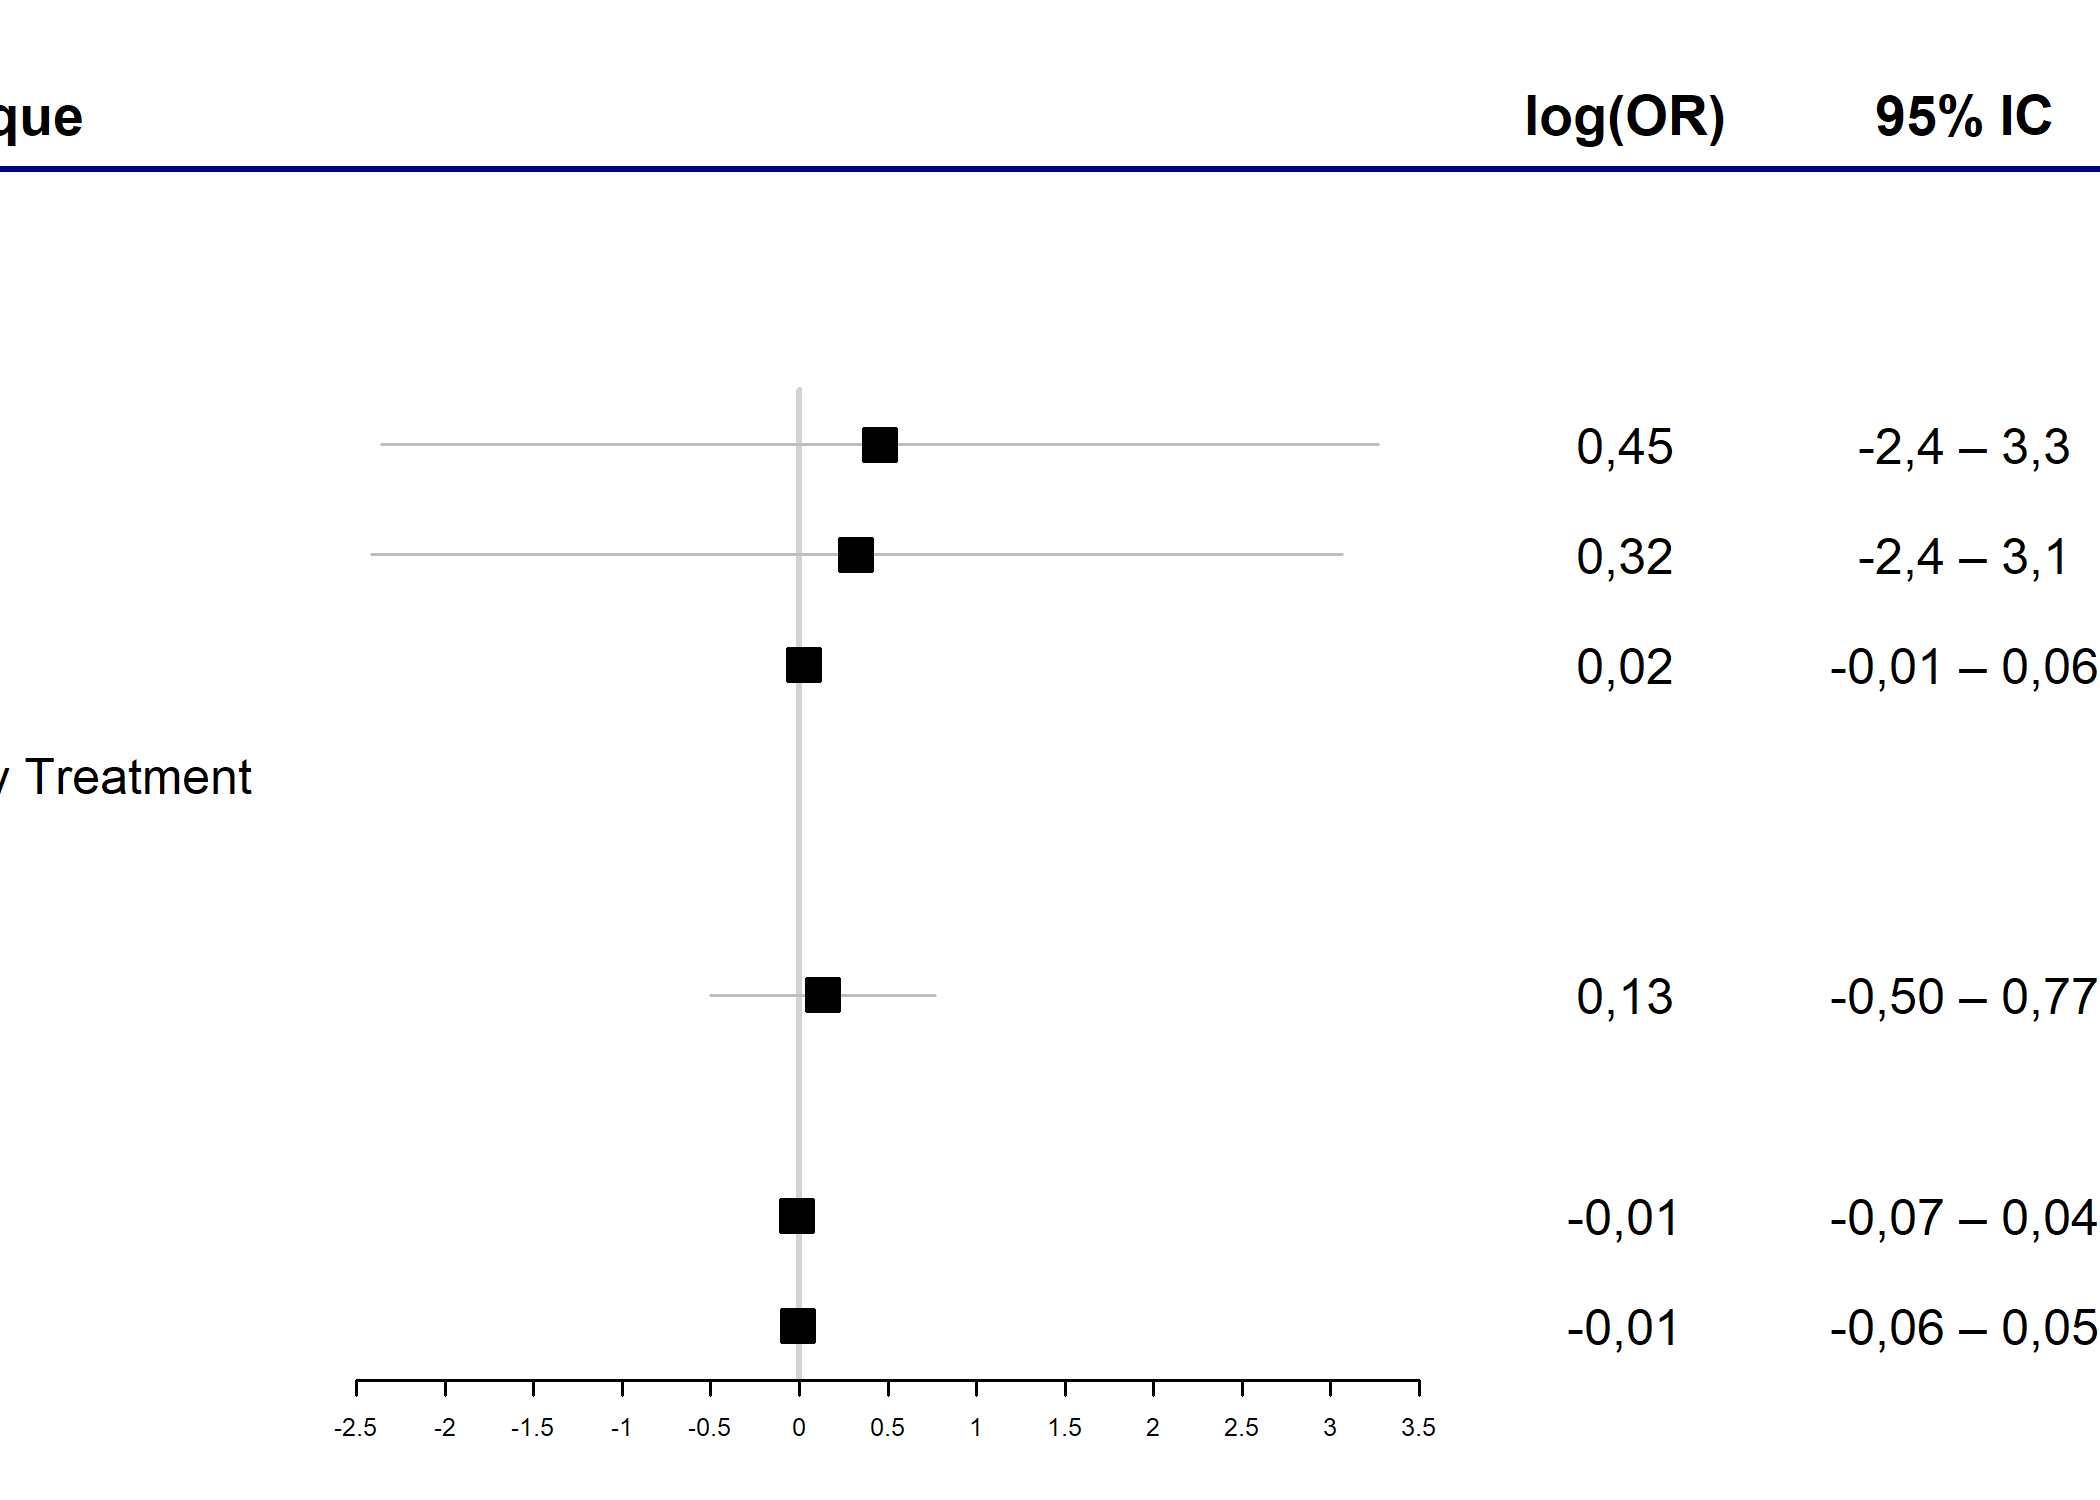 que log(OR) 95% IC
0,45 -2,4 – 3,3
0,32 -2,4 – 3,1
0,02 -0,01 – 0,06
y Treatment
0,13 -0,50 – 0,77
-0,01 -0,07 – 0,04
-0,01 -0,06 – 0,05
-2.5 -2 -1.5 -1 -0.5 0 0.5 1 1.5 2 2.5 3 3.5